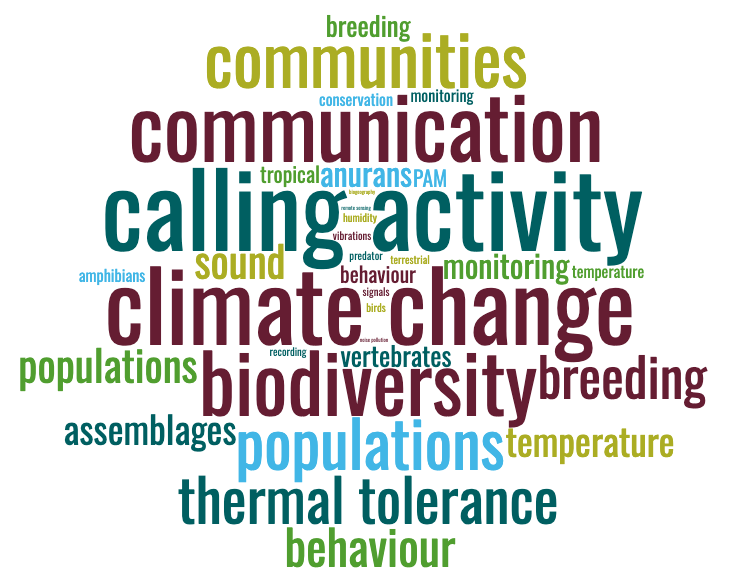 breeding
communities
conservation monitoring
communication
tropical anurans PAM
biogeography
calling activity
remote sensing
humidity
vibrations
sound predator terrestrial
amphibians behaviour monitoring temperature
signals
climate change
birds
noise pollution
recording vertebrates
populations biodiversity breeding
assemblages populations temperature
thermal tolerance
behaviour